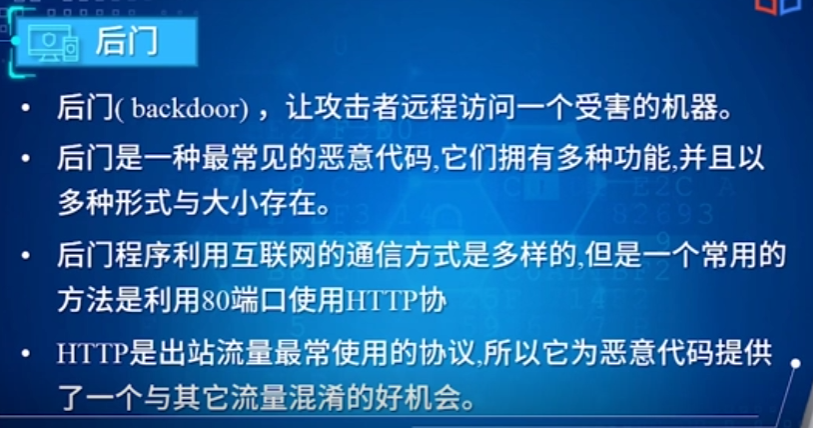 后门
• 后门( backdoor) ，让攻击者远程访问一个受害的机器。
• 后门是一种最常见的恶意代码,它们拥有多种功能,并且以
多种形式与大小存在。
• 后门程序利用互联网的通信方式是多样的,但是一个常用的
方法是利用80端口使用HTTP协
• HTTP是出站流量最常使用的协议,所以它为恶意代码提供
了一个与其它流量混淆的好机会。